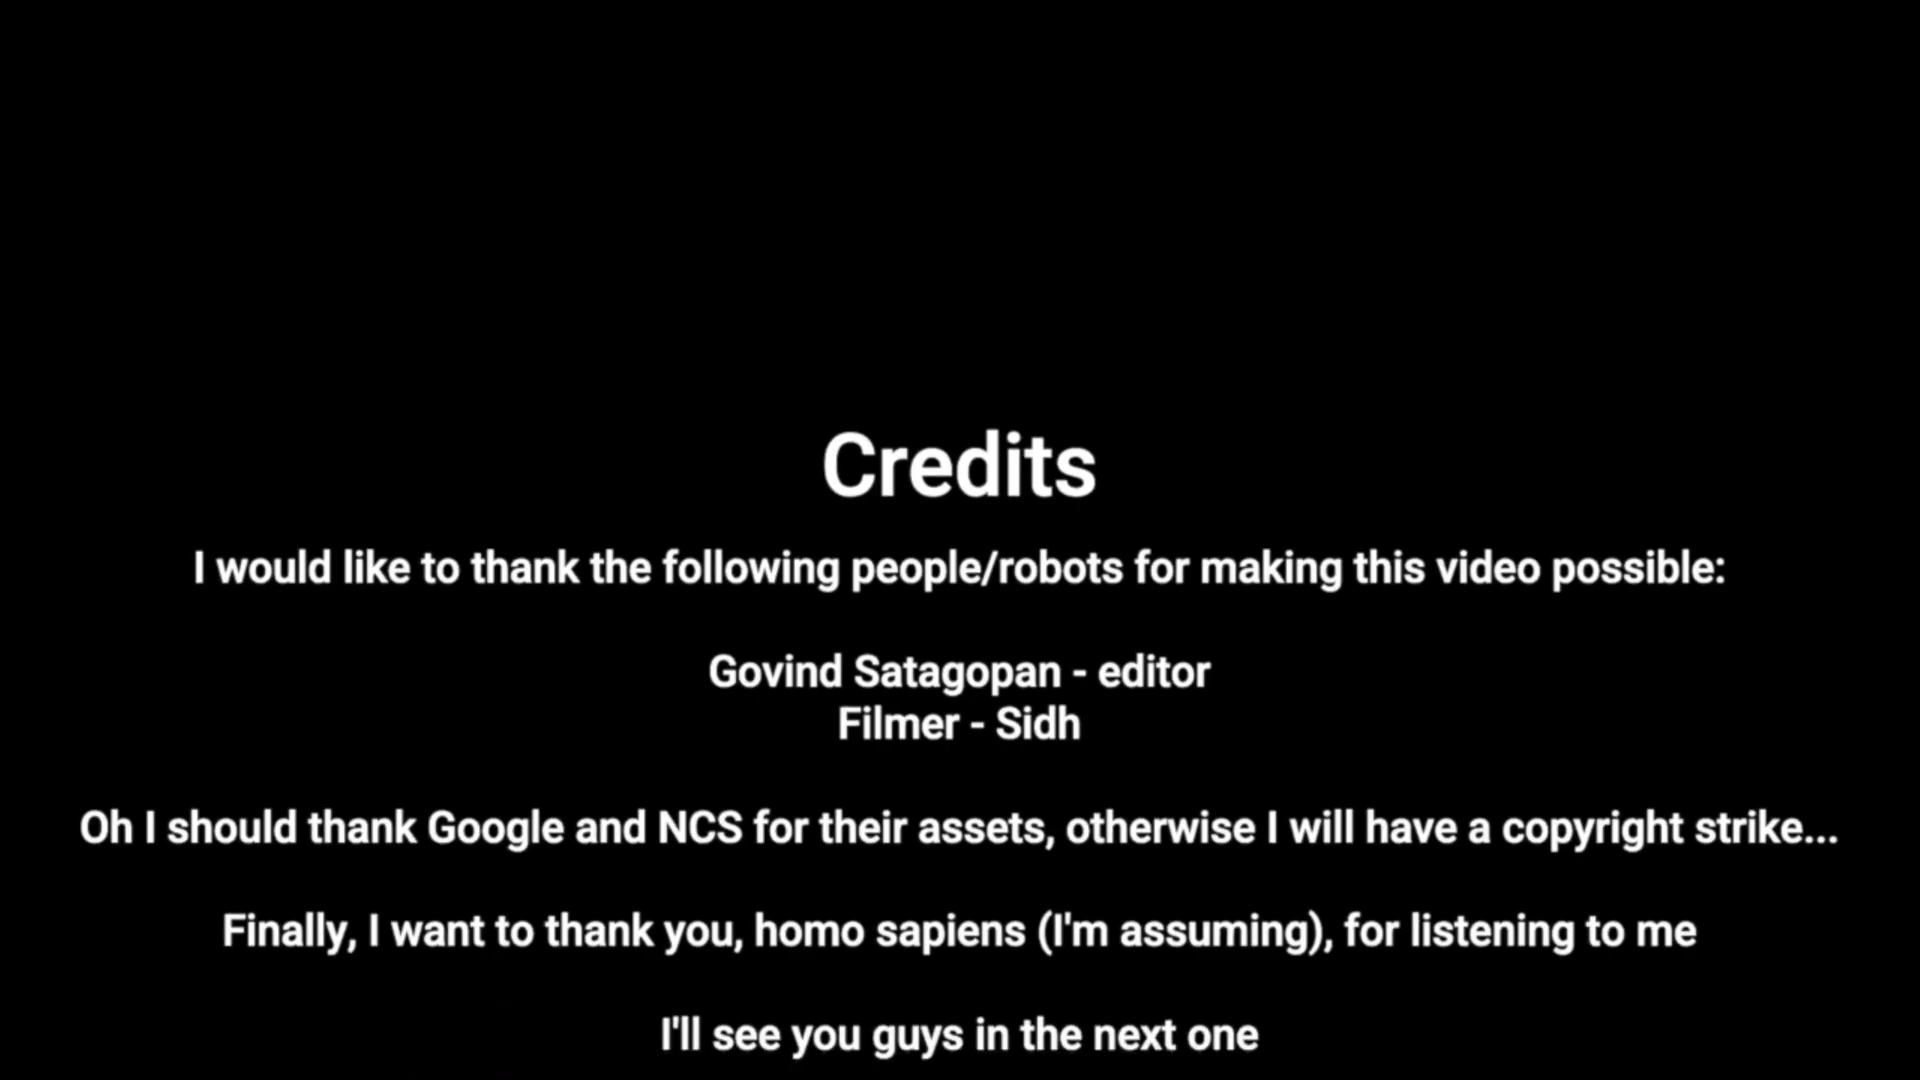 Credits
I would like to thank the following people/robots for making this video possible:
Govind Satagopan - editor
Filmer - Sidh
Oh I should thank Google and NCS for their assets, otherwise I will have a copyright strike...
Finally, I want to thank you, homo sapiens (I'm assuming), for listening to me
I'll see you guys in the next one